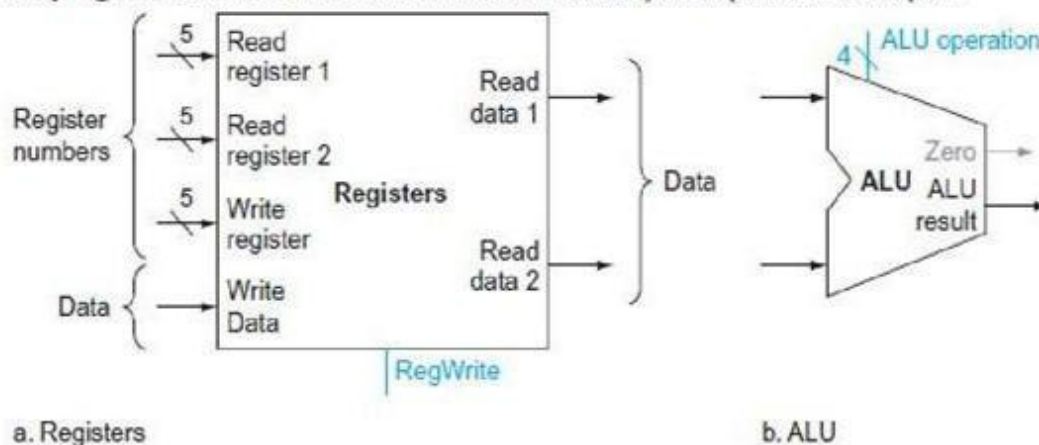 5
Read
register 1
5
Read
register 2
5
Write
register
Write
Data
Register
numbers
Data
Registers
Read
data 1
Read
data 2
RegWrite
Data
4
ALU operation
Zero
ALU
ALU
result
a. Registers
b. ALU